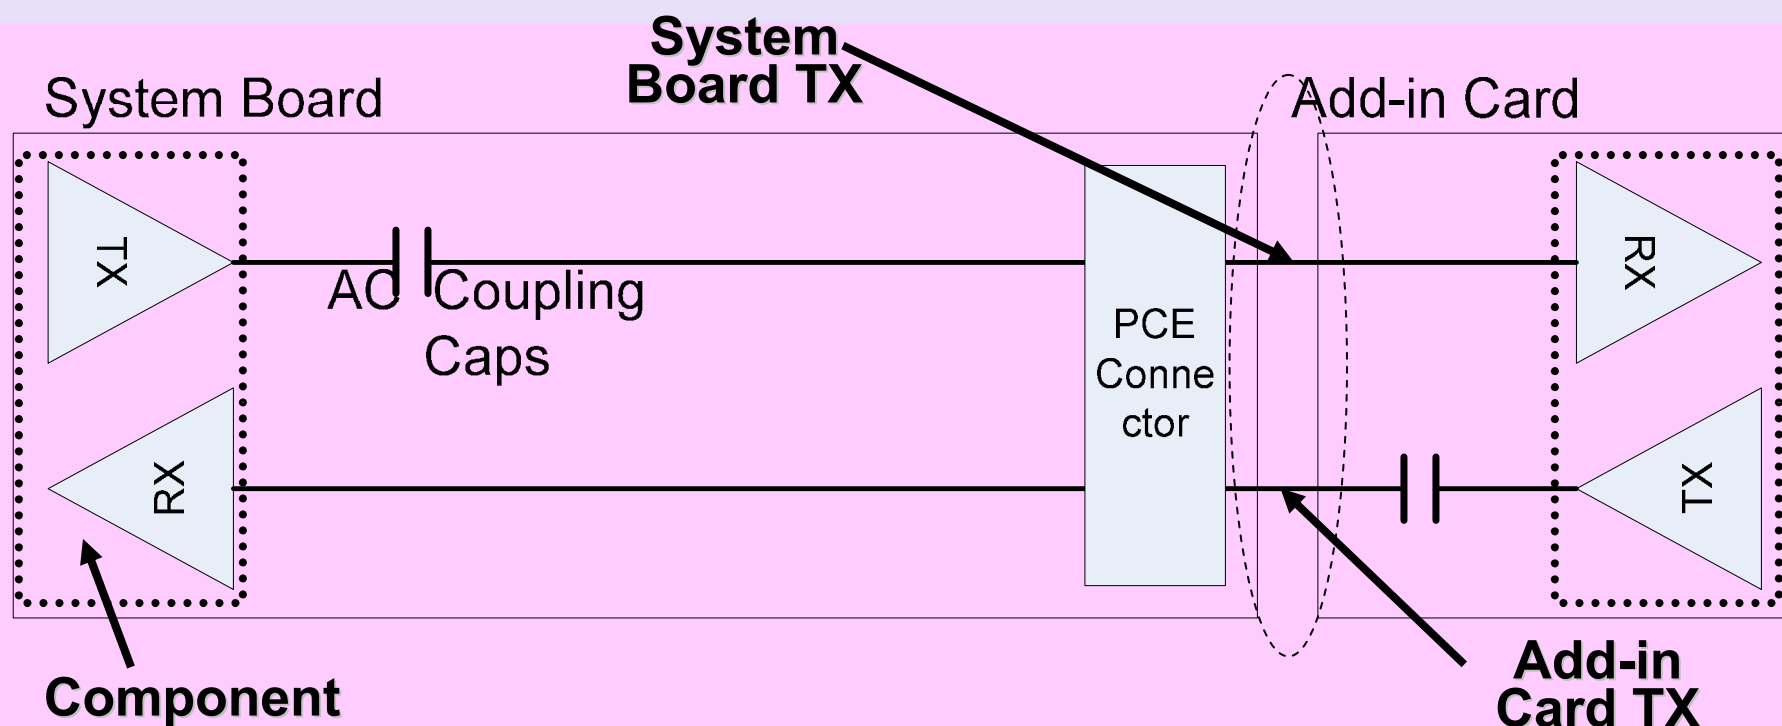 System
Board TX
System Board
Add-in Card
TX
RX
AC Coupling
Caps
PCE
Conne
ctor
RX
TX
Component
Add-in
Card TX